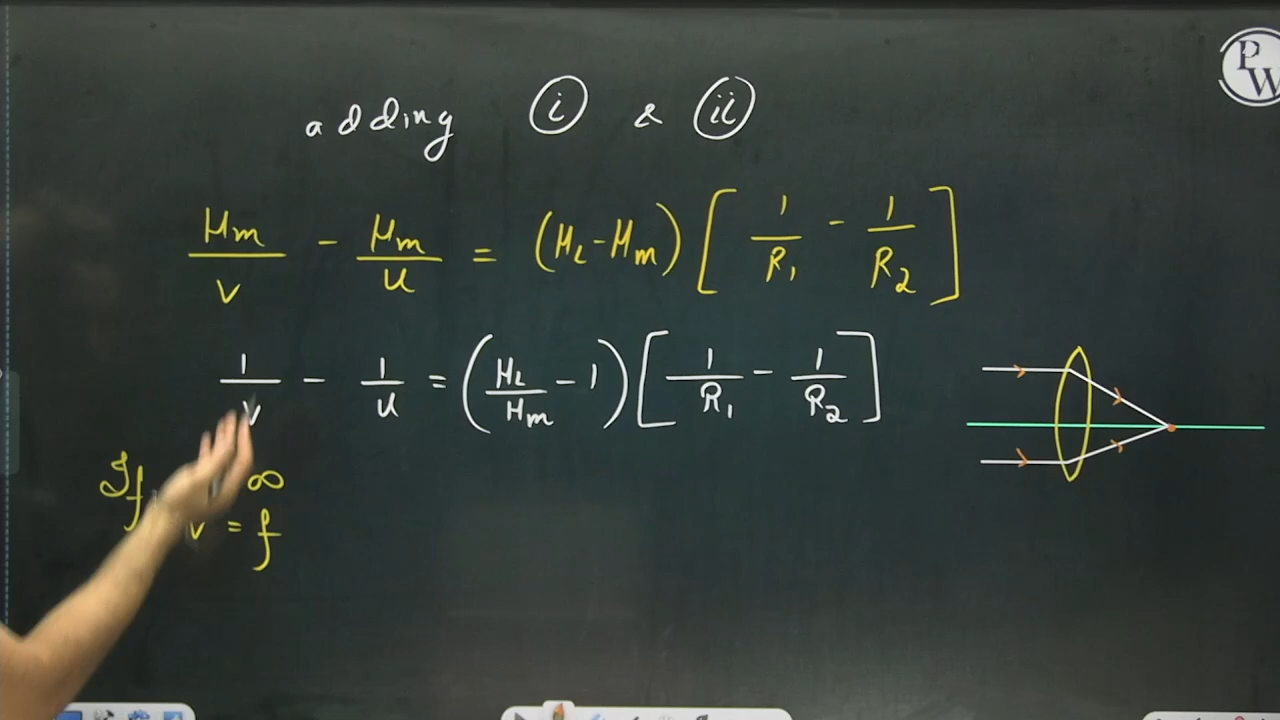 PW
adding (i) & (ii)
μm/v - μm/u = (μL - μm) [1/R1 - 1/R2]
1/v - 1/u = (μL/μm - 1) [1/R1 - 1/R2]
If ∞
v = f